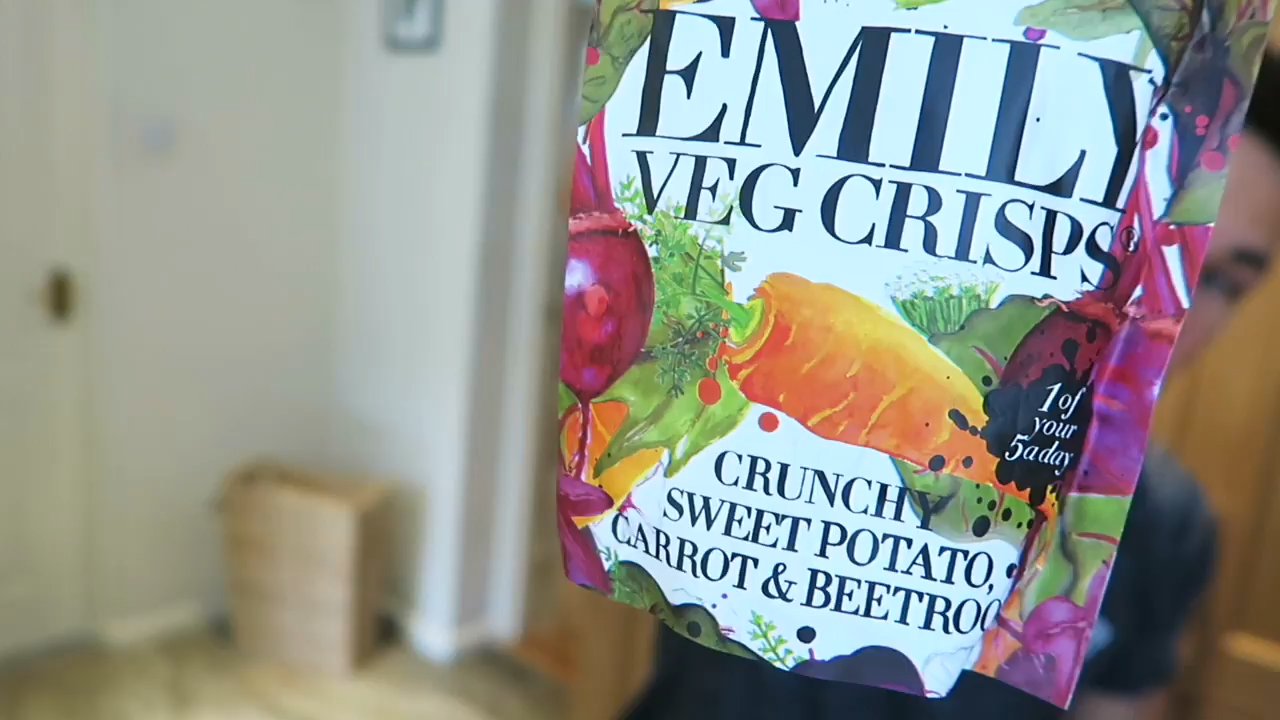 EMILY
VEG CRISPS®
1 of
your
5 a day
CRUNCHY
SWEET POTATO,
CARROT & BEETROO